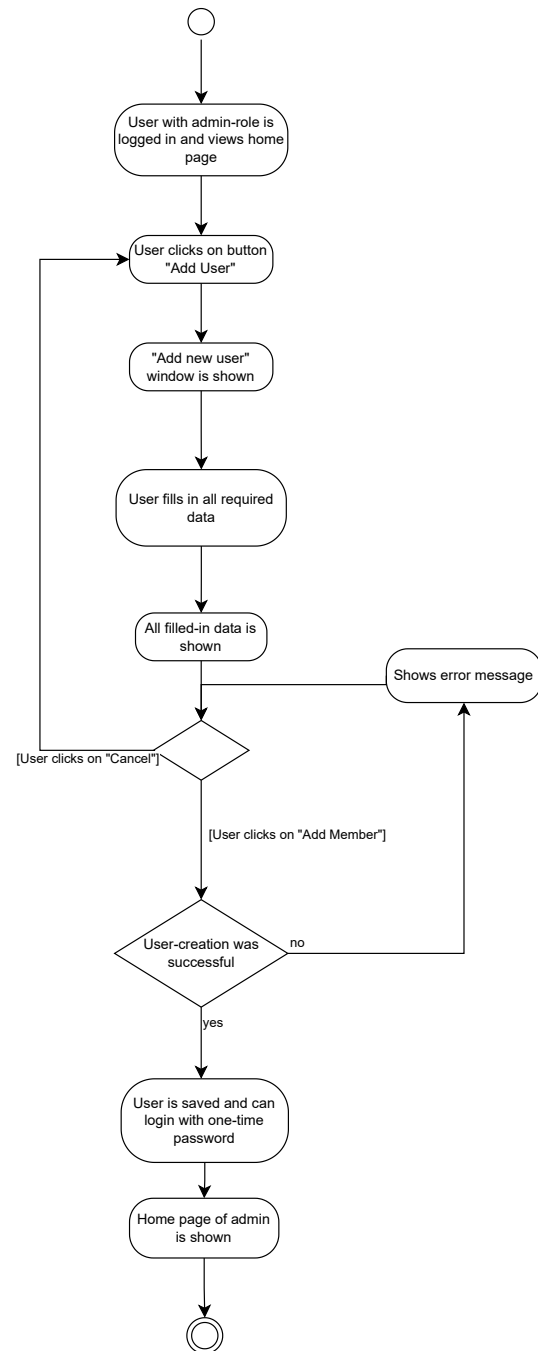 User with admin-role is
logged in and views home
page
User clicks on button
"Add User"
"Add new user"
window is shown
User fills in all required
data
All filled-in data is
shown
Shows error message
[User clicks on "Cancel"]
[User clicks on "Add Member"]
User-creation was
successful
no
yes
User is saved and can
login with one-time
password
Home page of admin
is shown